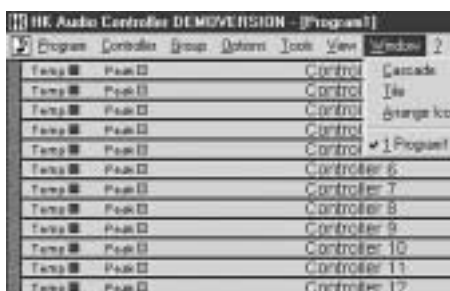 HK Audio Controller DEMOVERSION - [Program1]
Program Controller Group Options Tools View Window ?
Temp Peak Control Cascade
Temp Peak Control Tile
Temp Peak Control Arrange Ico
Temp Peak Control
Temp Peak Control ✔ 1 Program1
Temp Peak Controller 6
Temp Peak Controller 7
Temp Peak Controller 8
Temp Peak Controller 9
Temp Peak Controller 10
Temp Peak Controller 11
Temp Peak Controller 12